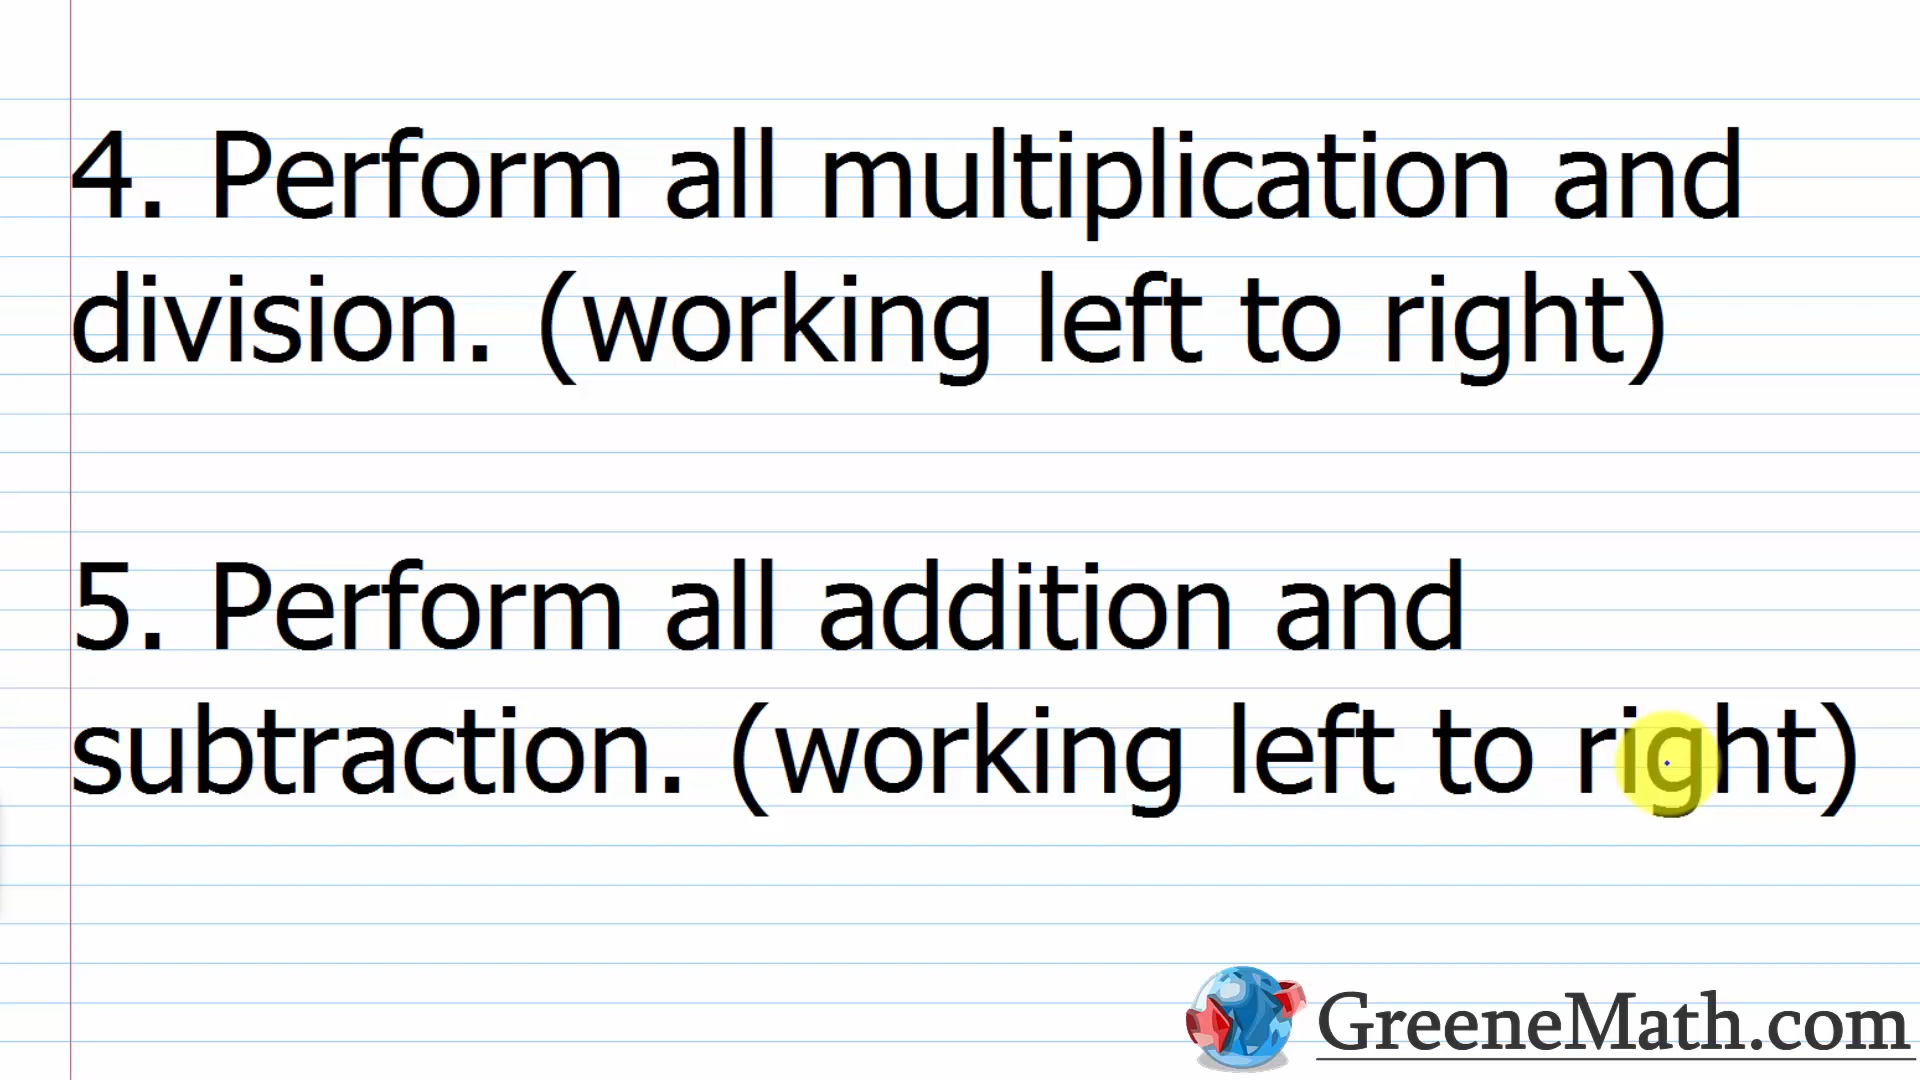 4. Perform all multiplication and
division. (working left to right)
5. Perform all addition and
subtraction. (working left to right)
GreeneMath.com